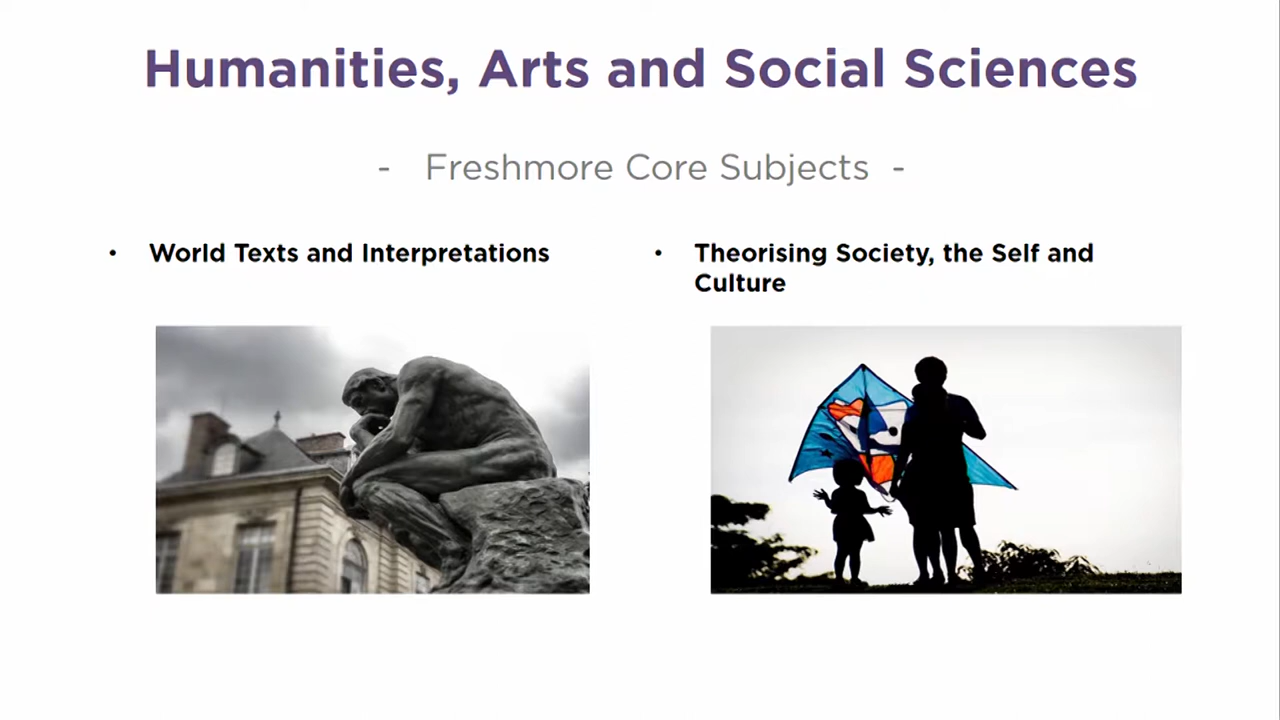 Humanities, Arts and Social Sciences
- Freshmore Core Subjects -
• World Texts and Interpretations
• Theorising Society, the Self and
Culture